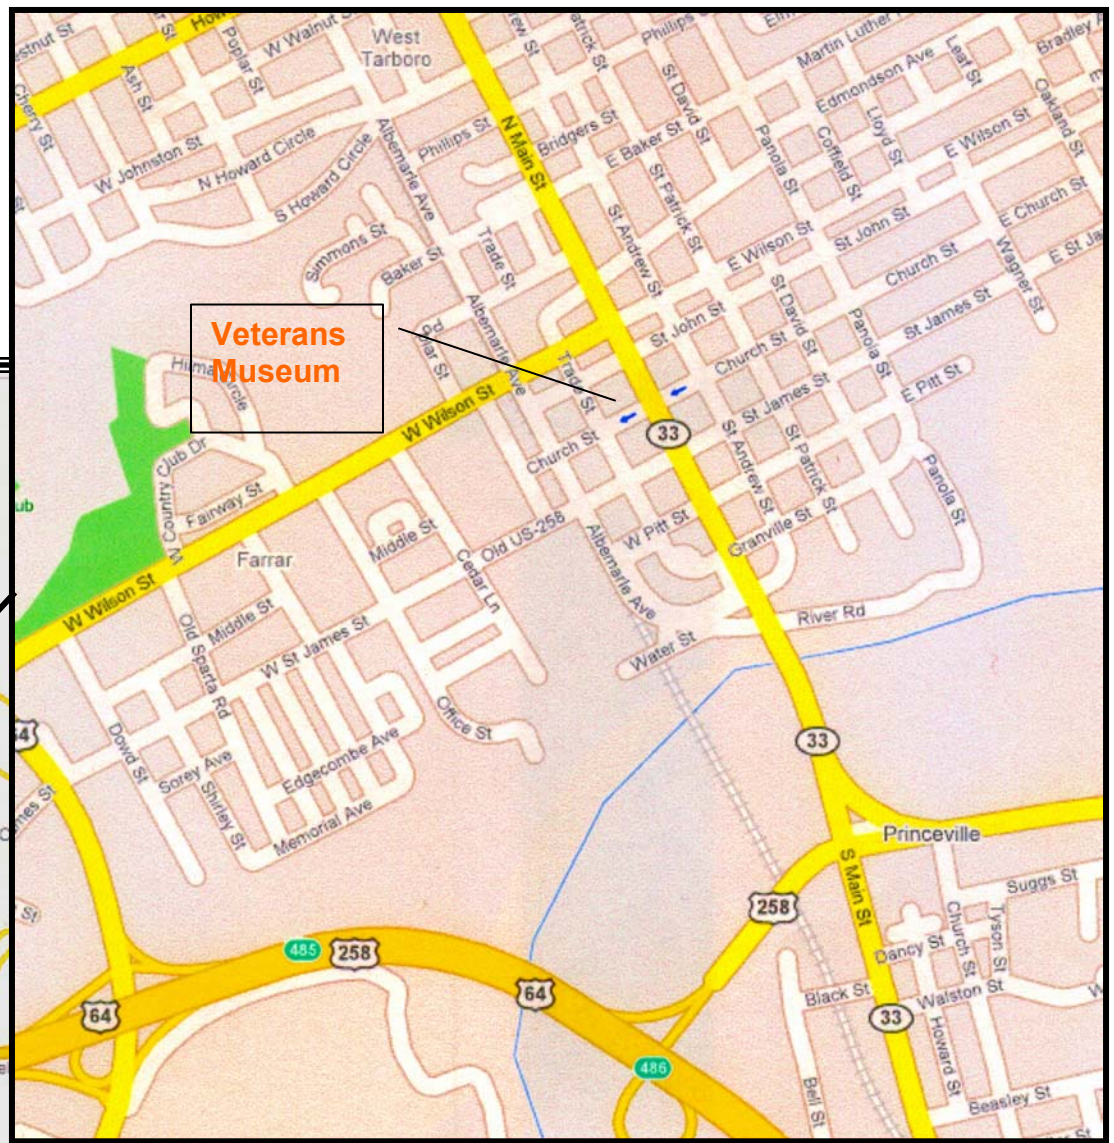 How
W Walnut St
West
Tarboro
Phillips St
Elm
Martin Luther
Bradley
Poplar St
Ash St
Cherry St
Edmondson Ave
Leaf St
Oakland St
W Johnston St
N Howard Circle
S Howard Circle
Albemarle Ave
Phillips St
N Main St
Bridgers St
E Baker St
St David St
St Patrick St
Panola St
Coffield St
Lloyd St
E Wilson St
E Church St
E St Ja
Simmons St
Baker St
Trade St
St Andrew St
E Wilson St
St John St
Church St
Wagner St
St James St
St David St
Panola St
Veterans
Museum
Albemarle Ave
Trade St
St John St
Church St
St James St
E Pitt St
W Wilson St
33
Church St
St Andrew St
St Patrick St
Panola St
M Country Club Dr
Fairway St
Farrar
Middle St
Old US-258
Cedar Ln
Albemarle Ave
W Pitt St
Granville St
River Rd
Water St
W Wilson St
Middle St
Old Sparta Rd
W St James St
Office St
Dowd St
Sorey Ave
Shirley St
Edgecombe Ave
Memorial Ave
33
Princeville
S Main St
258
Suggs St
Church St
Tyson St
Dancy St
Black St
Walston St
Howard St
33
485
258
64
64
486
Bell St
Beasley St